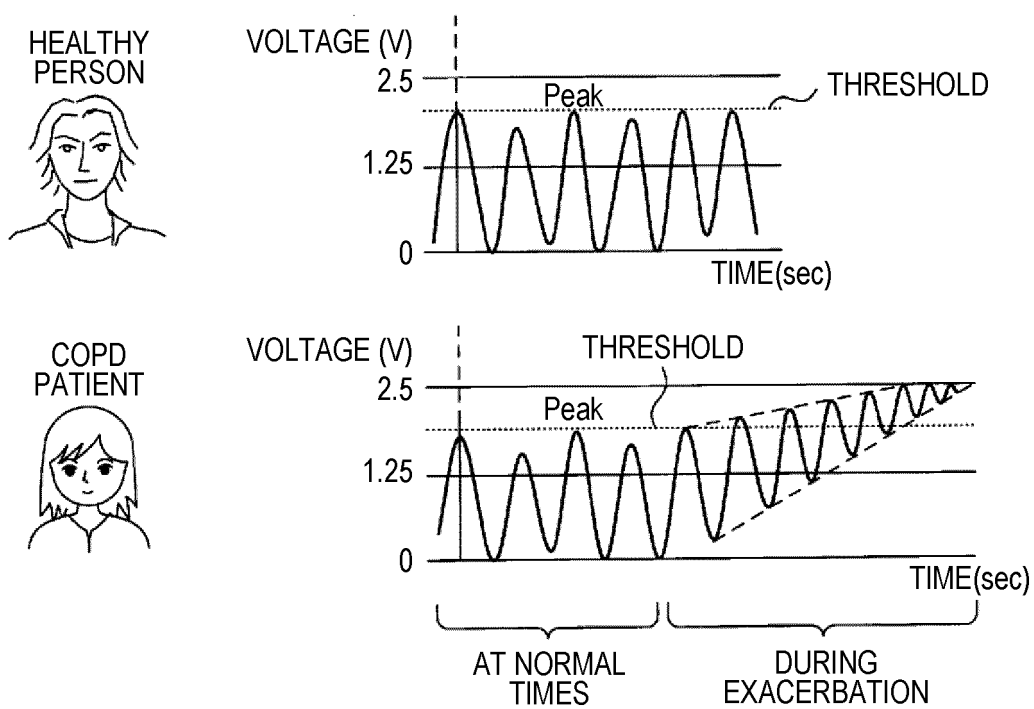 HEALTHY
PERSON
VOLTAGE (V)
2.5
Peak
THRESHOLD
1.25
0
TIME(sec)
COPD
PATIENT
VOLTAGE (V)
THRESHOLD
2.5
Peak
1.25
0
TIME(sec)
AT NORMAL
TIMES
DURING
EXACERBATION